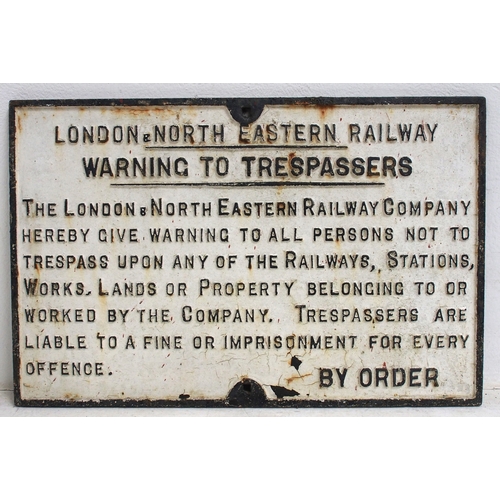 LONDON & NORTH EASTERN RAILWAY
WARNING TO TRESPASSERS
THE LONDON & NORTH EASTERN RAILWAY COMPANY
HEREBY GIVE WARNING TO ALL PERSONS NOT TO
TRESPASS UPON ANY OF THE RAILWAYS, STATIONS,
WORKS, LANDS OR PROPERTY BELONGING TO OR
WORKED BY THE COMPANY. TRESPASSERS ARE
LIABLE TO A FINE OR IMPRISONMENT FOR EVERY
OFFENCE.
BY ORDER